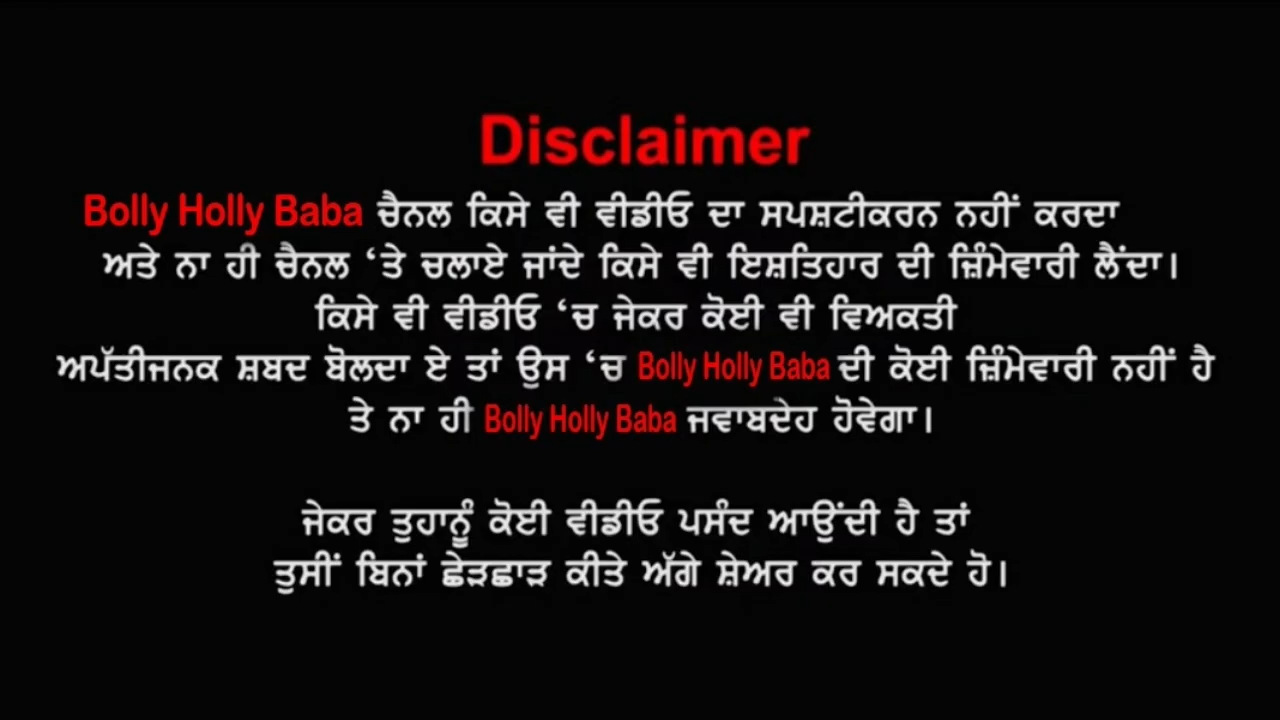 Disclaimer
Bolly Holly Baba ਚੈਨਲ ਕਿਸੇ ਵੀ ਵੀਡੀਓ ਦਾ ਸਪਸ਼ਟੀਕਰਨ ਨਹੀਂ ਕਰਦਾ
ਅਤੇ ਨਾ ਹੀ ਚੈਨਲ ‘ਤੇ ਚਲਾਏ ਜਾਂਦੇ ਕਿਸੇ ਵੀ ਇਸ਼ਤਿਹਾਰ ਦੀ ਜ਼ਿੰਮੇਵਾਰੀ ਲੈਂਦਾ।
ਕਿਸੇ ਵੀ ਵੀਡੀਓ ‘ਚ ਜੇਕਰ ਕੋਈ ਵੀ ਵਿਅਕਤੀ
ਅਪੱਤੀਜਨਕ ਸ਼ਬਦ ਬੋਲਦਾ ਏ ਤਾਂ ਉਸ ‘ਚ Bolly Holly Baba ਦੀ ਕੋਈ ਜ਼ਿੰਮੇਵਾਰੀ ਨਹੀਂ ਹੈ
ਤੇ ਨਾ ਹੀ Bolly Holly Baba ਜਵਾਬਦੇਹ ਹੋਵੇਗਾ।
ਜੇਕਰ ਤੁਹਾਨੂੰ ਕੋਈ ਵੀਡੀਓ ਪਸੰਦ ਆਉਂਦੀ ਹੈ ਤਾਂ
ਤੁਸੀਂ ਬਿਨਾਂ ਛੇੜਛਾੜ ਕੀਤੇ ਅੱਗੇ ਸ਼ੇਅਰ ਕਰ ਸਕਦੇ ਹੋ।